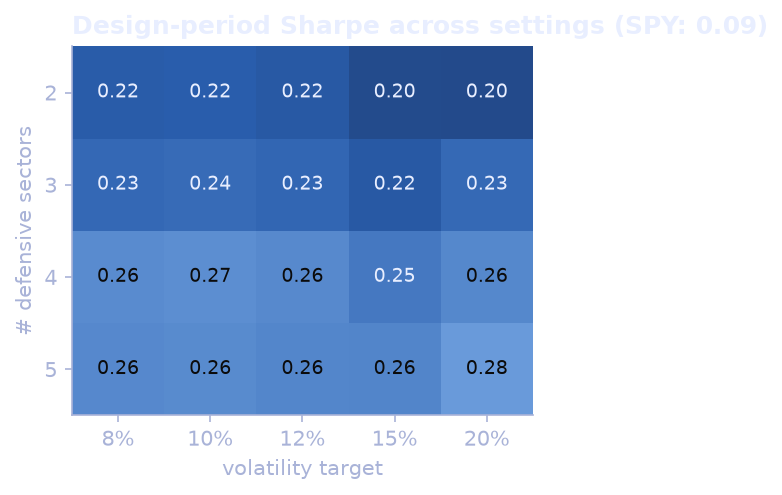 Design-period Sharpe across settings (SPY: 0.09)
# defensive sectors
2 0.22 0.22 0.22 0.20 0.20
3 0.23 0.24 0.23 0.22 0.23
4 0.26 0.27 0.26 0.25 0.26
5 0.26 0.26 0.26 0.26 0.28
8% 10% 12% 15% 20%
volatility target